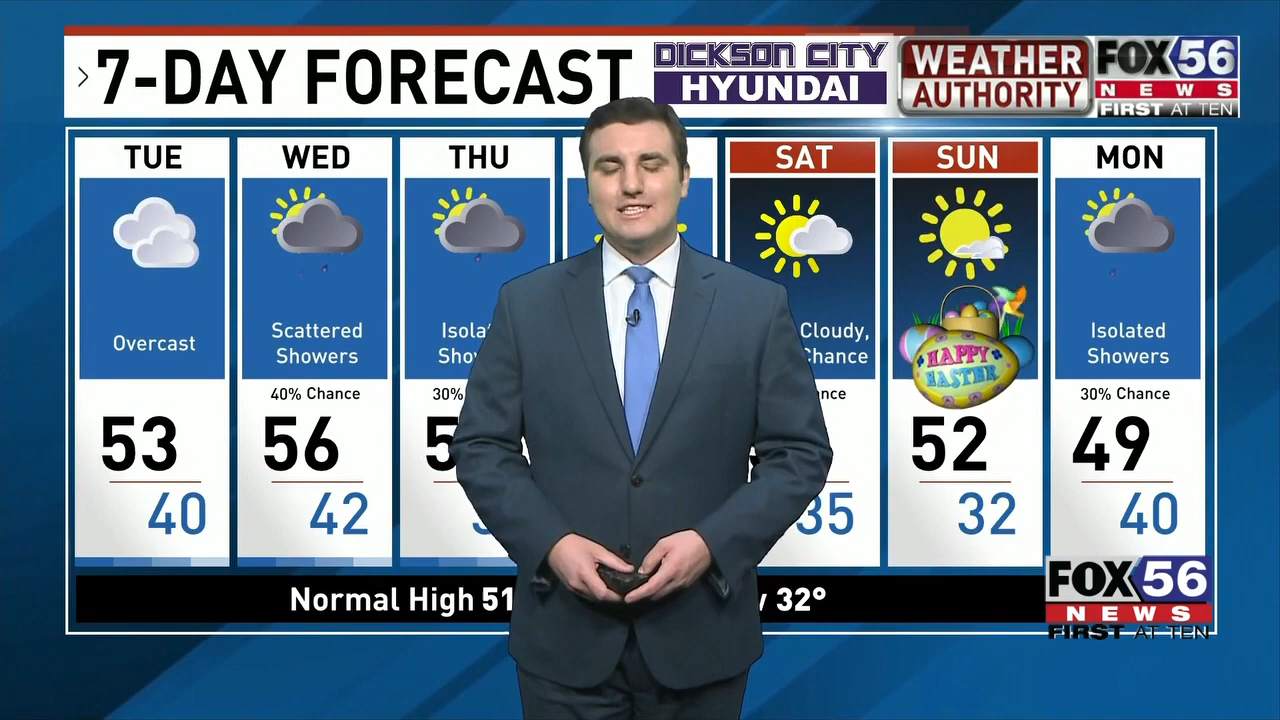 7-DAY FORECAST
DICKSON CITY
HYUNDAI
WEATHER
AUTHORITY
FOX 56
NEWS
FIRST AT TEN
TUE
Overcast
53
40
WED
Scattered
Showers
40% Chance
56
42
THU
30%
SAT
Cloudy,
Chance
35
SUN
HAPPY
EASTER
52
32
MON
Isolated
Showers
30% Chance
49
40
Normal High 51
32°
FOX 56
NEWS
FIRST AT TEN